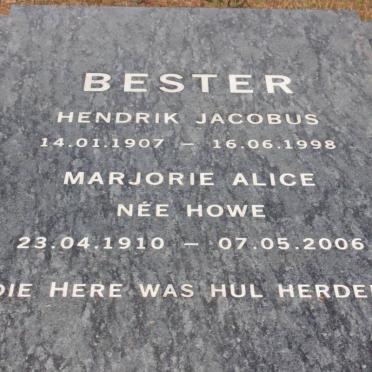 BESTER
HENDRIK JACOBUS
14.01.1907 – 16.06.1998
MARJORIE ALICE
NÉE HOWE
23.04.1910 – 07.05.2006
DIE HERE WAS HUL HERDER